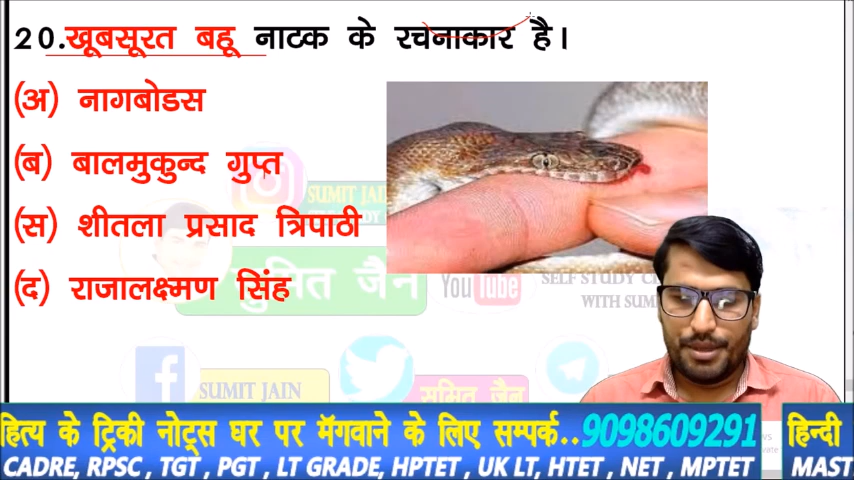 20.खूबसूरत बहू नाटक के रचनाकार है।
(अ) नागबोडस
(ब) बालमुकुन्द गुप्त
(स) शीतला प्रसाद त्रिपाठी
(द) राजालक्ष्मण सिंह
SUMIT JAIN
सुमित जैन
YouTube
SELF STUDY
WITH SUM
SUMIT JAIN
सुमित जैन
हित्य के ट्रिकी नोट्स घर पर मँगवाने के लिए सम्पर्क..9098609291 हिन्दी
CADRE, RPSC , TGT , PGT , LT GRADE, HPTET , UK LT, HTET , NET , MPTET MAST